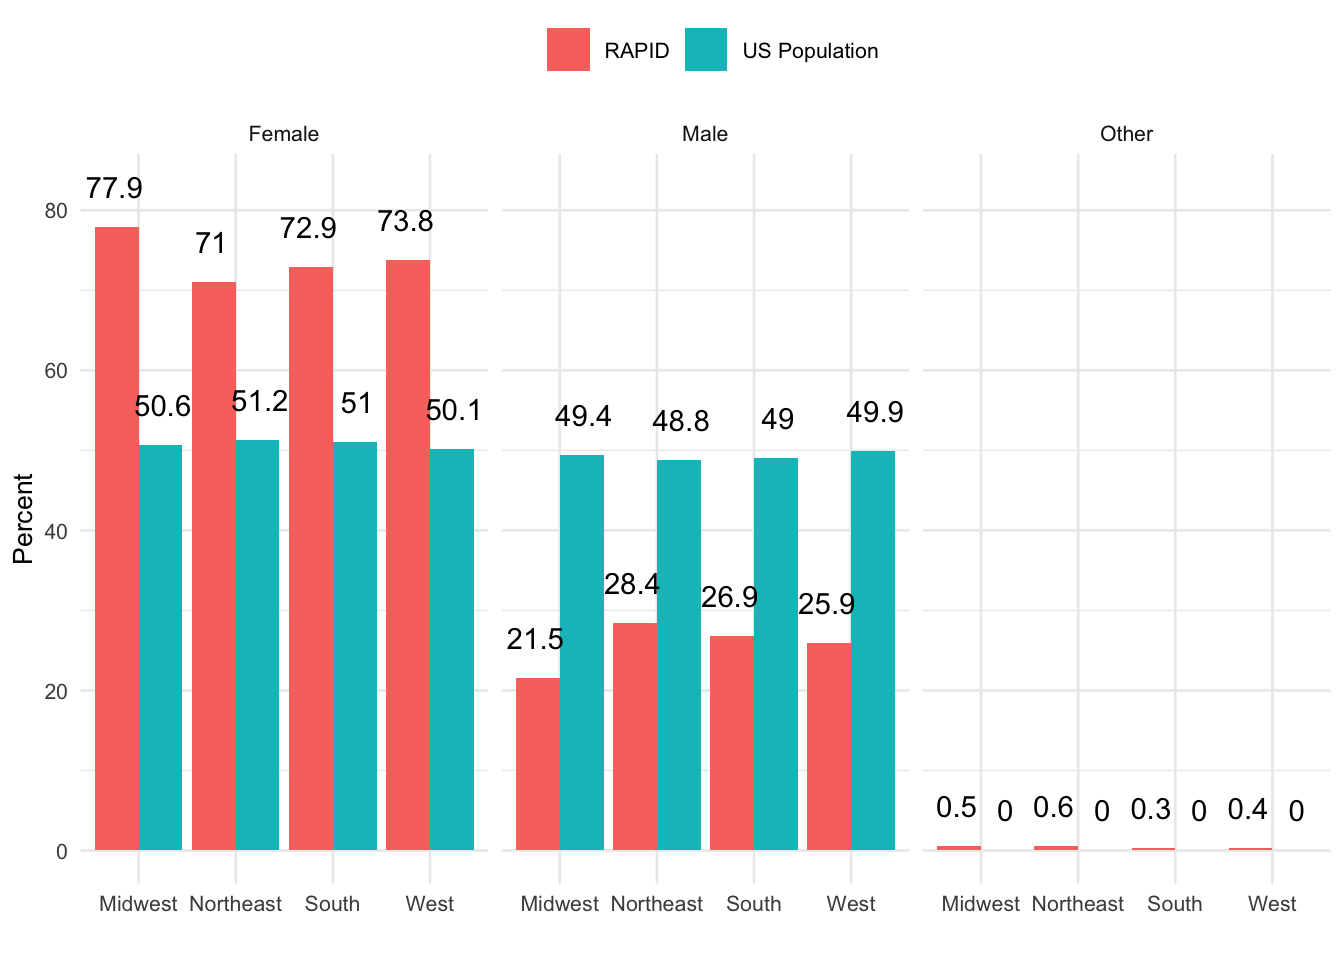 RAPID US Population
Female Male Other
77.9
73.8
72.9
71
80
60
50.6 51.2 51 50.1
49.4 48.8 49 49.9
Percent
40
28.4 26.9 25.9
21.5
20
0.5 0 0.6 0 0.3 0 0.4 0
0
Midwest Northeast South West Midwest Northeast South West Midwest Northeast South West